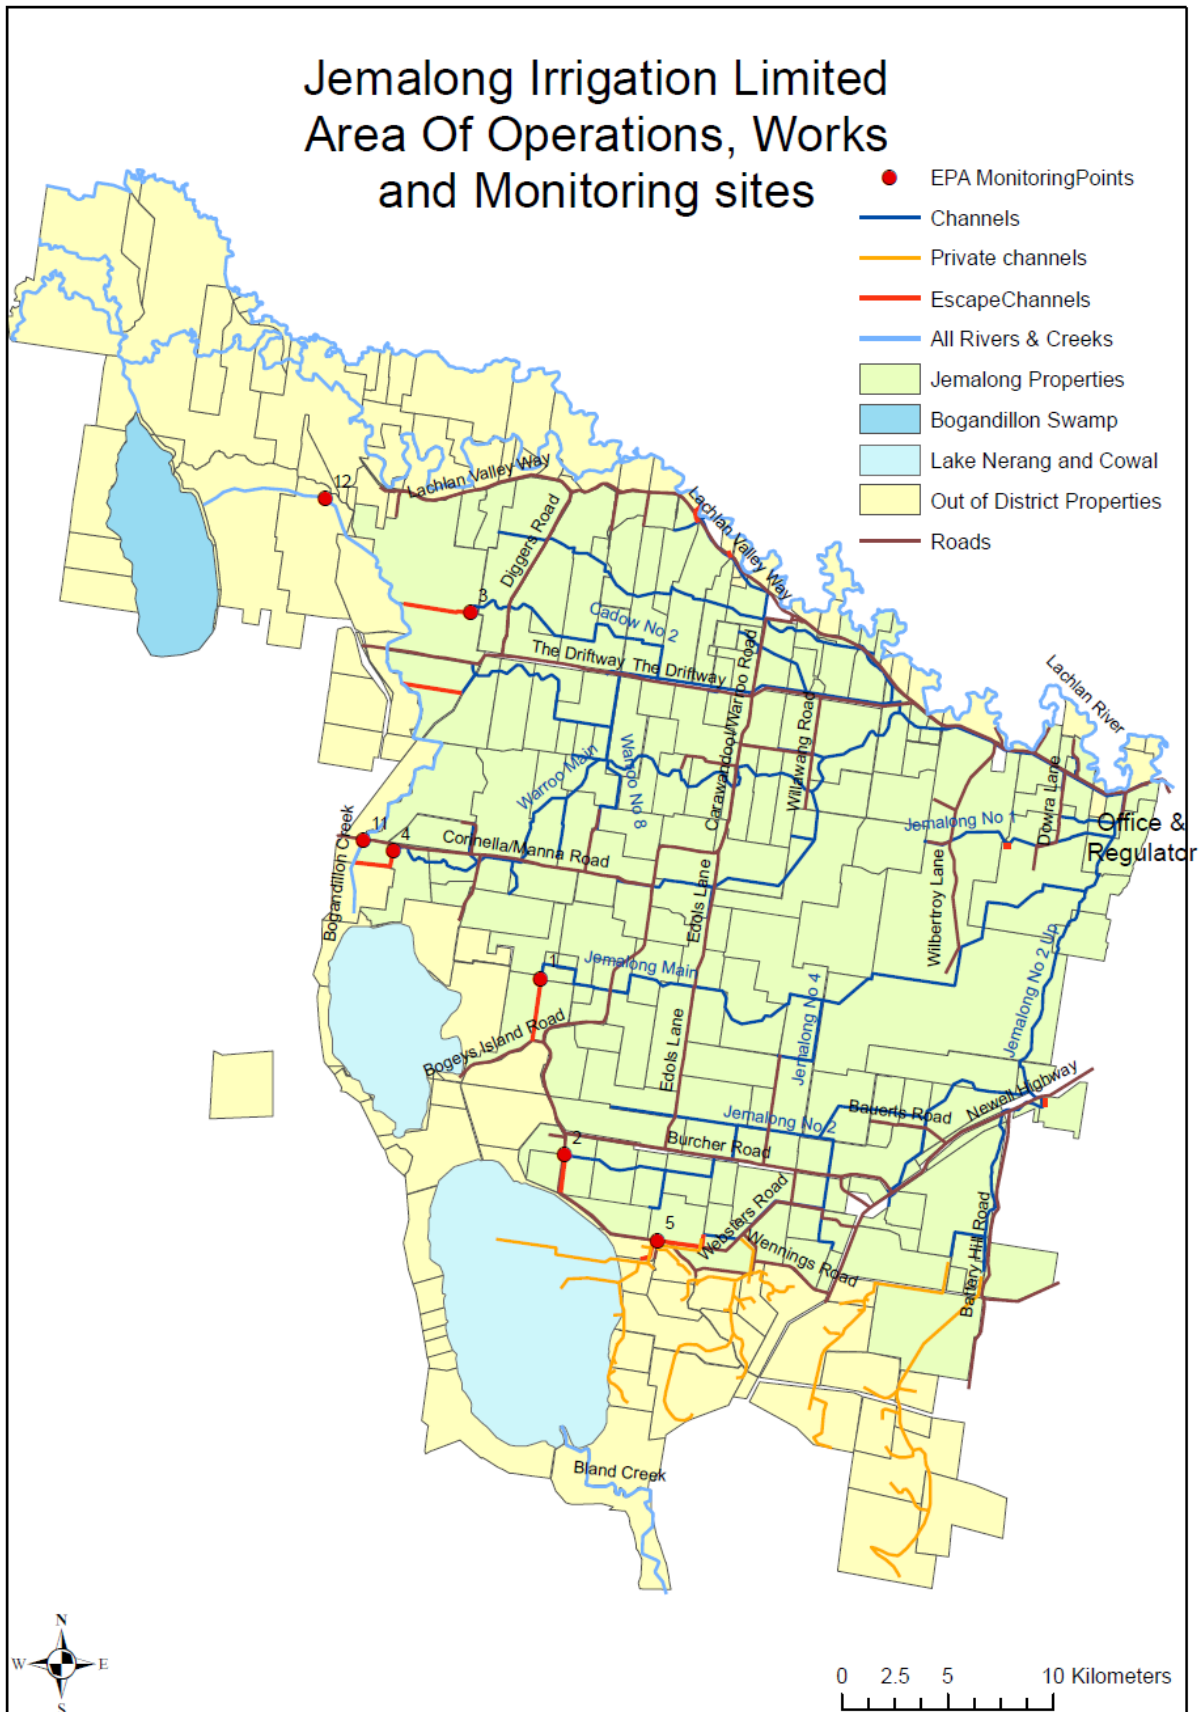 Jemalong Irrigation Limited
Area Of Operations, Works
and Monitoring sites
EPA MonitoringPoints
Channels
Private channels
EscapeChannels
All Rivers & Creeks
Jemalong Properties
Bogandillon Swamp
Lake Nerang and Cowal
Out of District Properties
Roads
12
Lachlan Valley Way
Lachlan Valley Way
Diggers Road
3
Cadow No 2
The Driftway
The Driftway
Carawandool/Warroo Road
Willawang Road
Lachlan River
Warroo Main
Warroo No 8
Bogandillon Creek
11
4
Connella/Manna Road
Jemalong No 1
Dowra Lane
Office &
Regulator
Wilbertroy Lane
Edols Lane
1
Jemalong Main
Jemalong No 4
Jemalong No 2 Up
Bogeys Island Road
Edols Lane
Newell Highway
Bauerts Road
Jemalong No 2
2
Burcher Road
5
Websters Road
Wennings Road
Battery Hill Road
Bland Creek
N
W
E
S
0 2.5 5 10 Kilometers